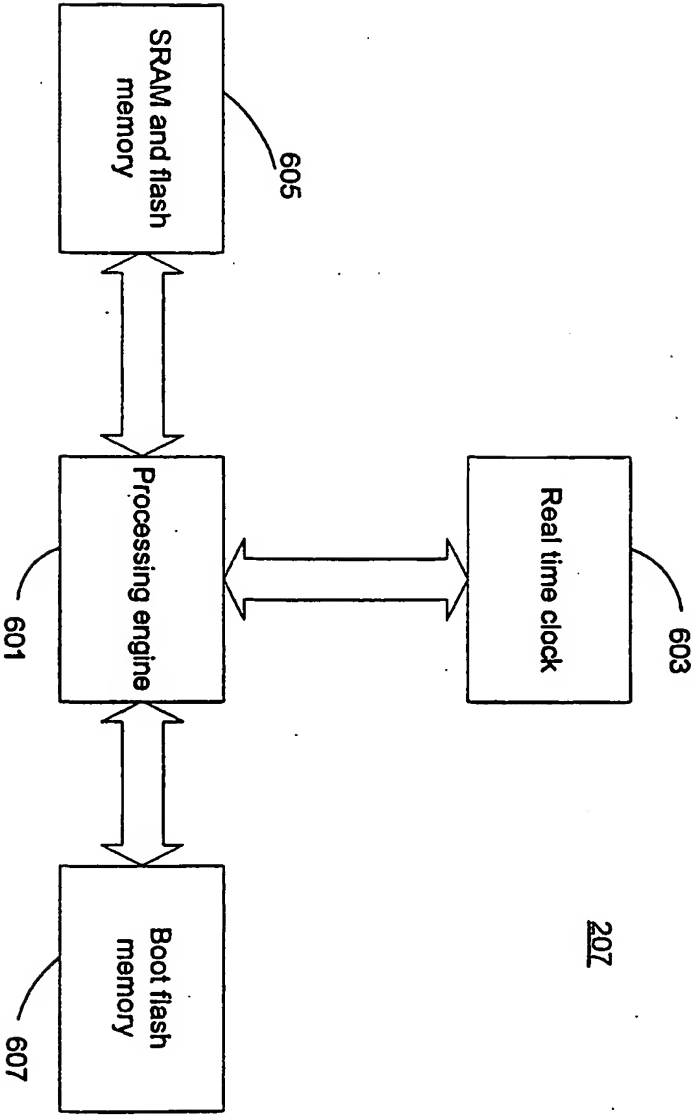 207
Real time clock
603
SRAM and flash
memory
605
Processing engine
601
Boot flash
memory
607